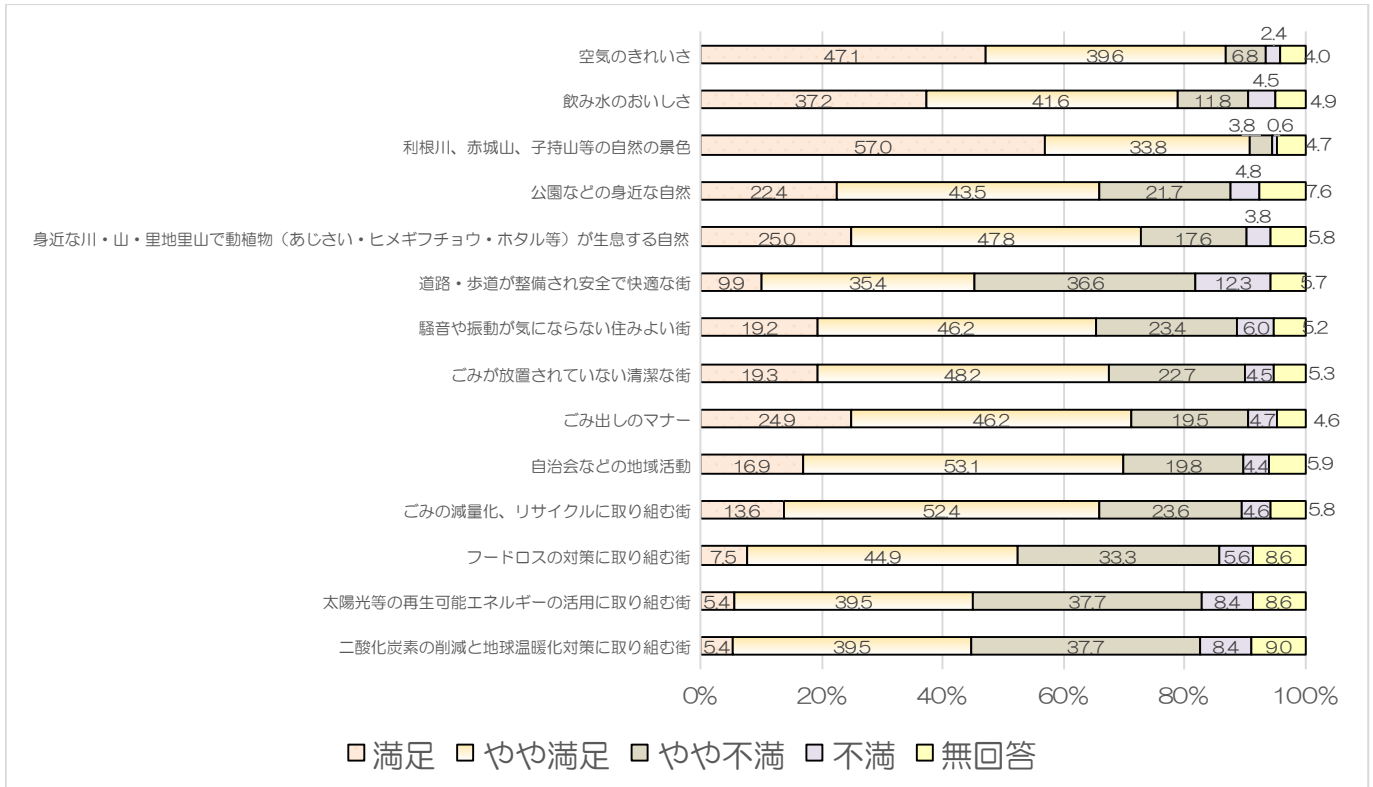 2.4
空気のきれいさ 47.1 39.6 6.8 4.0
4.5
飲み水のおいしさ 37.2 41.6 11.8 4.9
3.8 0.6
利根川、赤城山、子持山等の自然の景色 57.0 33.8 4.7
4.8
公園などの身近な自然 22.4 43.5 21.7 7.6
3.8
身近な川・山・里地里山で動植物（あじさい・ヒメギフチョウ・ホタル等）が生息する自然 25.0 47.8 17.6 5.8
道路・歩道が整備され安全で快適な街 9.9 35.4 36.6 12.3 5.7
騒音や振動が気にならない住みよい街 19.2 46.2 23.4 6.0 5.2
ごみが放置されていない清潔な街 19.3 48.2 22.7 4.5 5.3
ごみ出しのマナー 24.9 46.2 19.5 4.7 4.6
自治会などの地域活動 16.9 53.1 19.8 4.4 5.9
ごみの減量化、リサイクルに取り組む街 13.6 52.4 23.6 4.6 5.8
フードロスの対策に取り組む街 7.5 44.9 33.3 5.6 8.6
太陽光等の再生可能エネルギーの活用に取り組む街 5.4 39.5 37.7 8.4 8.6
二酸化炭素の削減と地球温暖化対策に取り組む街 5.4 39.5 37.7 8.4 9.0
0% 20% 40% 60% 80% 100%
満足 やや満足 やや不満 不満 無回答